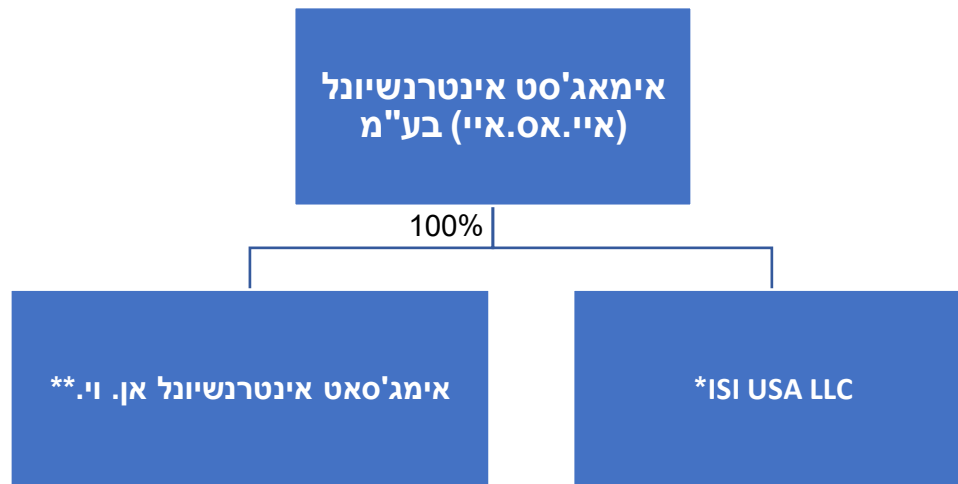 אימאג'סט אינטרנשיונל
(איי.אס.איי) בע"מ
100%
ISI USA LLC*
אימג'סאט אינטרנשיונל אן. וי.**